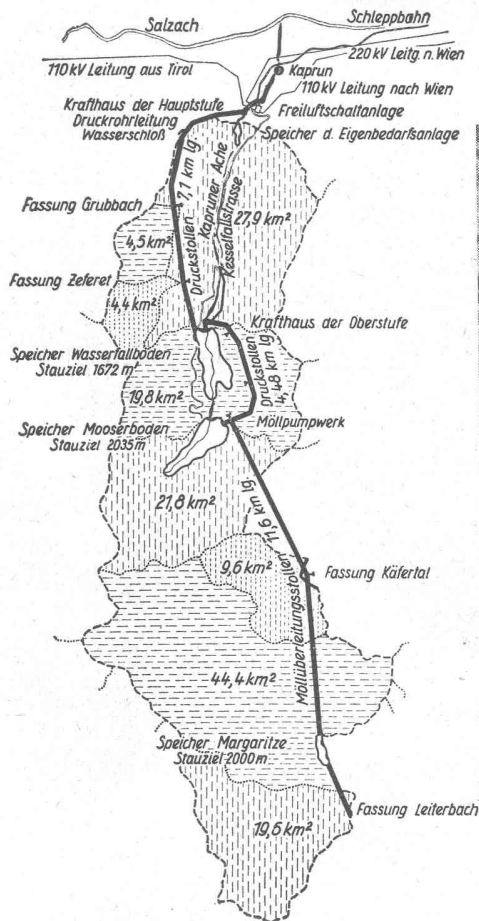 Salzach
Schleppbahn
220 kV Leitg. n. Wien
110 kV Leitung aus Tirol
Kaprun
110 kV Leitung nach Wien
Krafthaus der Hauptstufe
Druckrohrleitung
Wasserschloß
Freiluftschaltanlage
Speicher d. Eigenbedarfsanlage
Kapruner Ache
Kesselfallstrasse
Druckstollen 7,1 km lg.
27,9 km²
Fassung Grubbach
4,5 km²
Fassung Zeferet
4,4 km²
Krafthaus der Oberstufe
Speicher Wasserfallboden
Stauziel 1672 m
Druckstollen
4,48 km lg.
19,8 km²
Speicher Mooserboden
Stauziel 2035 m
Möllpumpwerk
21,8 km²
Möllüberleitungsstollen 11,6 km lg.
9,6 km²
Fassung Käfertal
44,4 km²
Speicher Margaritze
Stauziel 2000 m
Fassung Leiterbach
19,6 km²